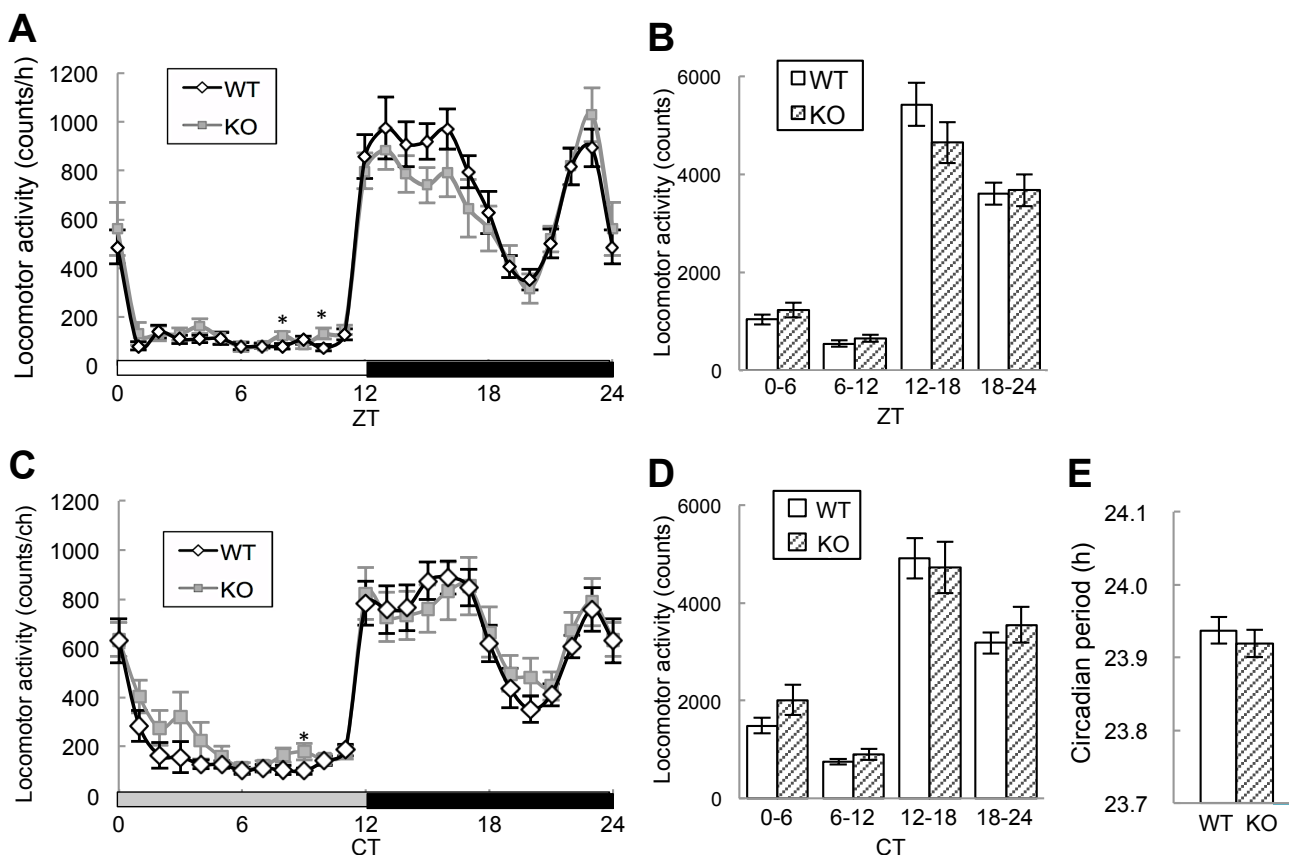 A
Locomotor activity (counts/h)
1200
1000
800
600
400
200
0
WT
KO
*
*
0
6
12
18
24
ZT
B
Locomotor activity (counts)
6000
4000
2000
0
WT
KO
0-6
6-12
12-18
18-24
ZT
C
Locomotor activity (counts/ch)
1200
1000
800
600
400
200
0
WT
KO
*
0
6
12
18
24
CT
D
Locomotor activity (counts)
6000
4000
2000
0
WT
KO
0-6
6-12
12-18
18-24
CT
E
Circadian period (h)
24.1
24.0
23.9
23.8
23.7
WT
KO